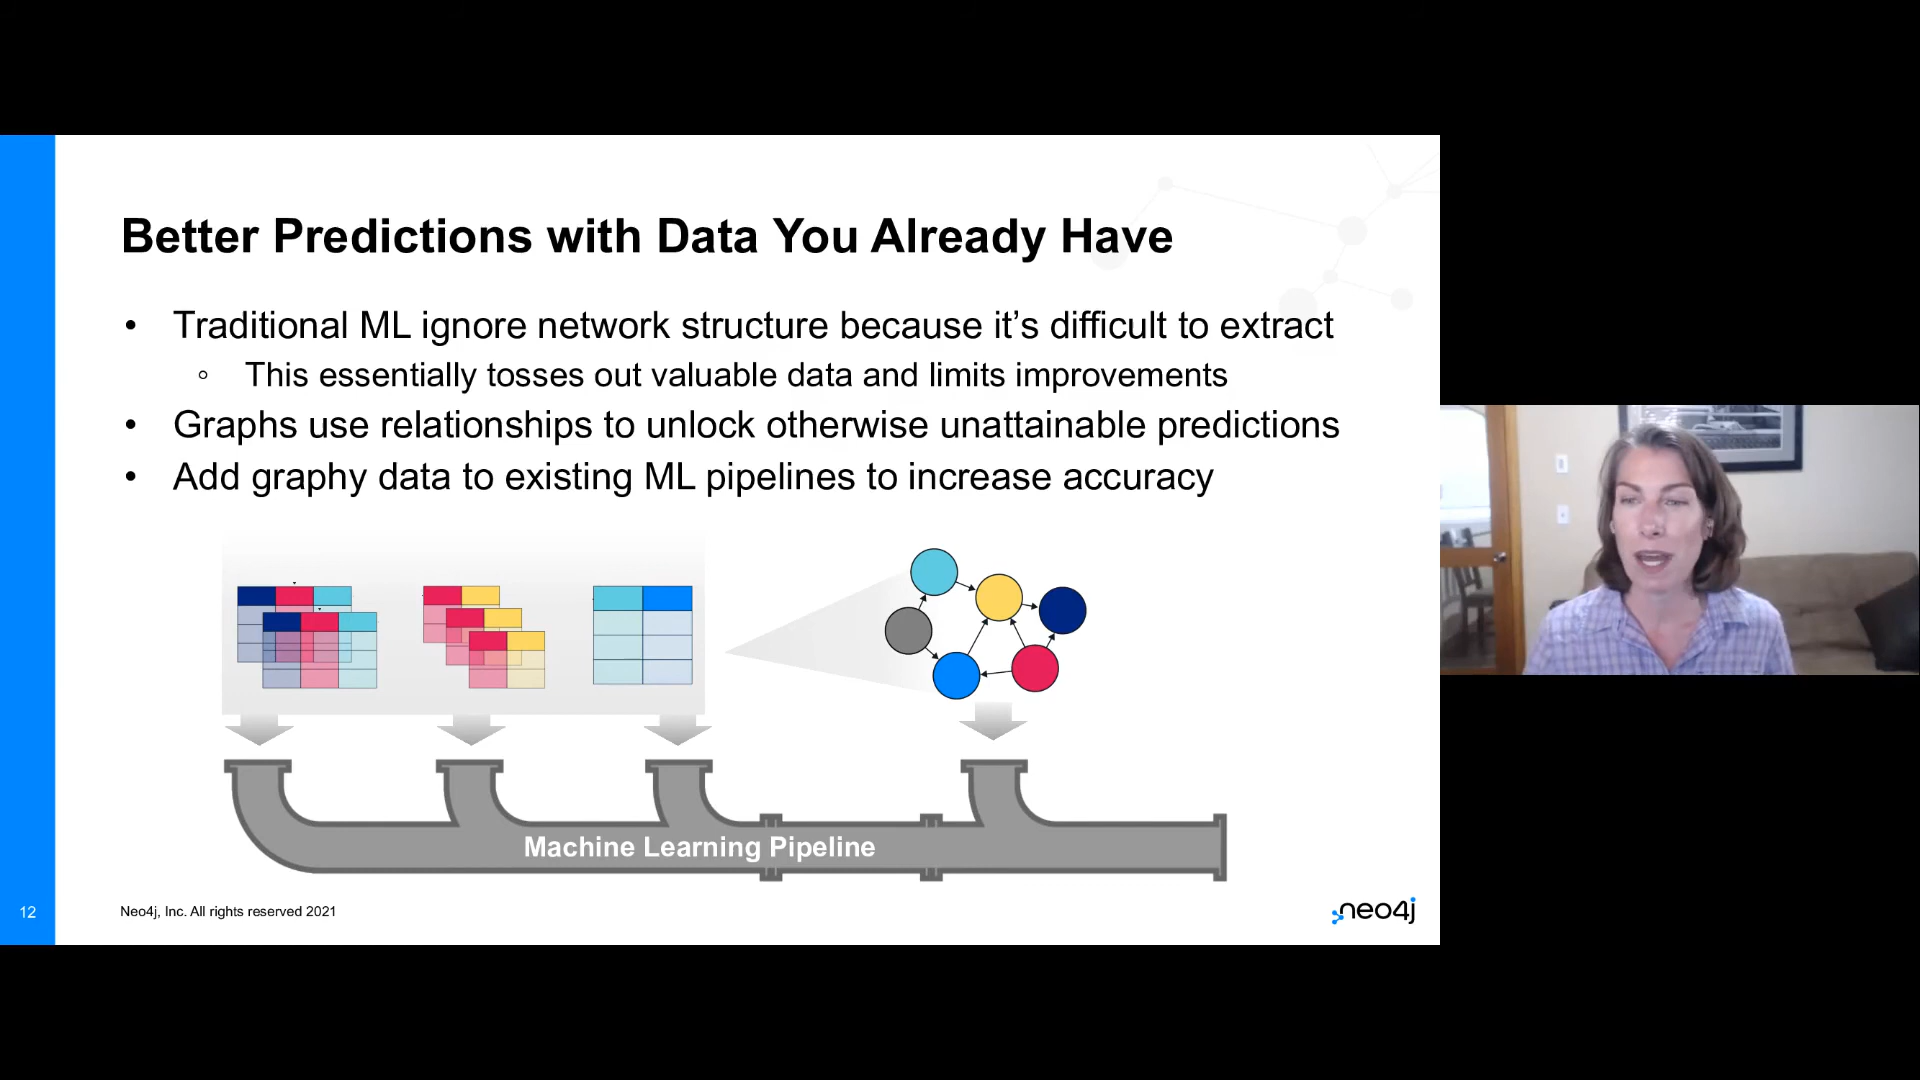 Better Predictions with Data You Already Have
• Traditional ML ignore network structure because it’s difficult to extract
◦ This essentially tosses out valuable data and limits improvements
• Graphs use relationships to unlock otherwise unattainable predictions
• Add graphy data to existing ML pipelines to increase accuracy
Machine Learning Pipeline
12
Neo4j, Inc. All rights reserved 2021
neo4j